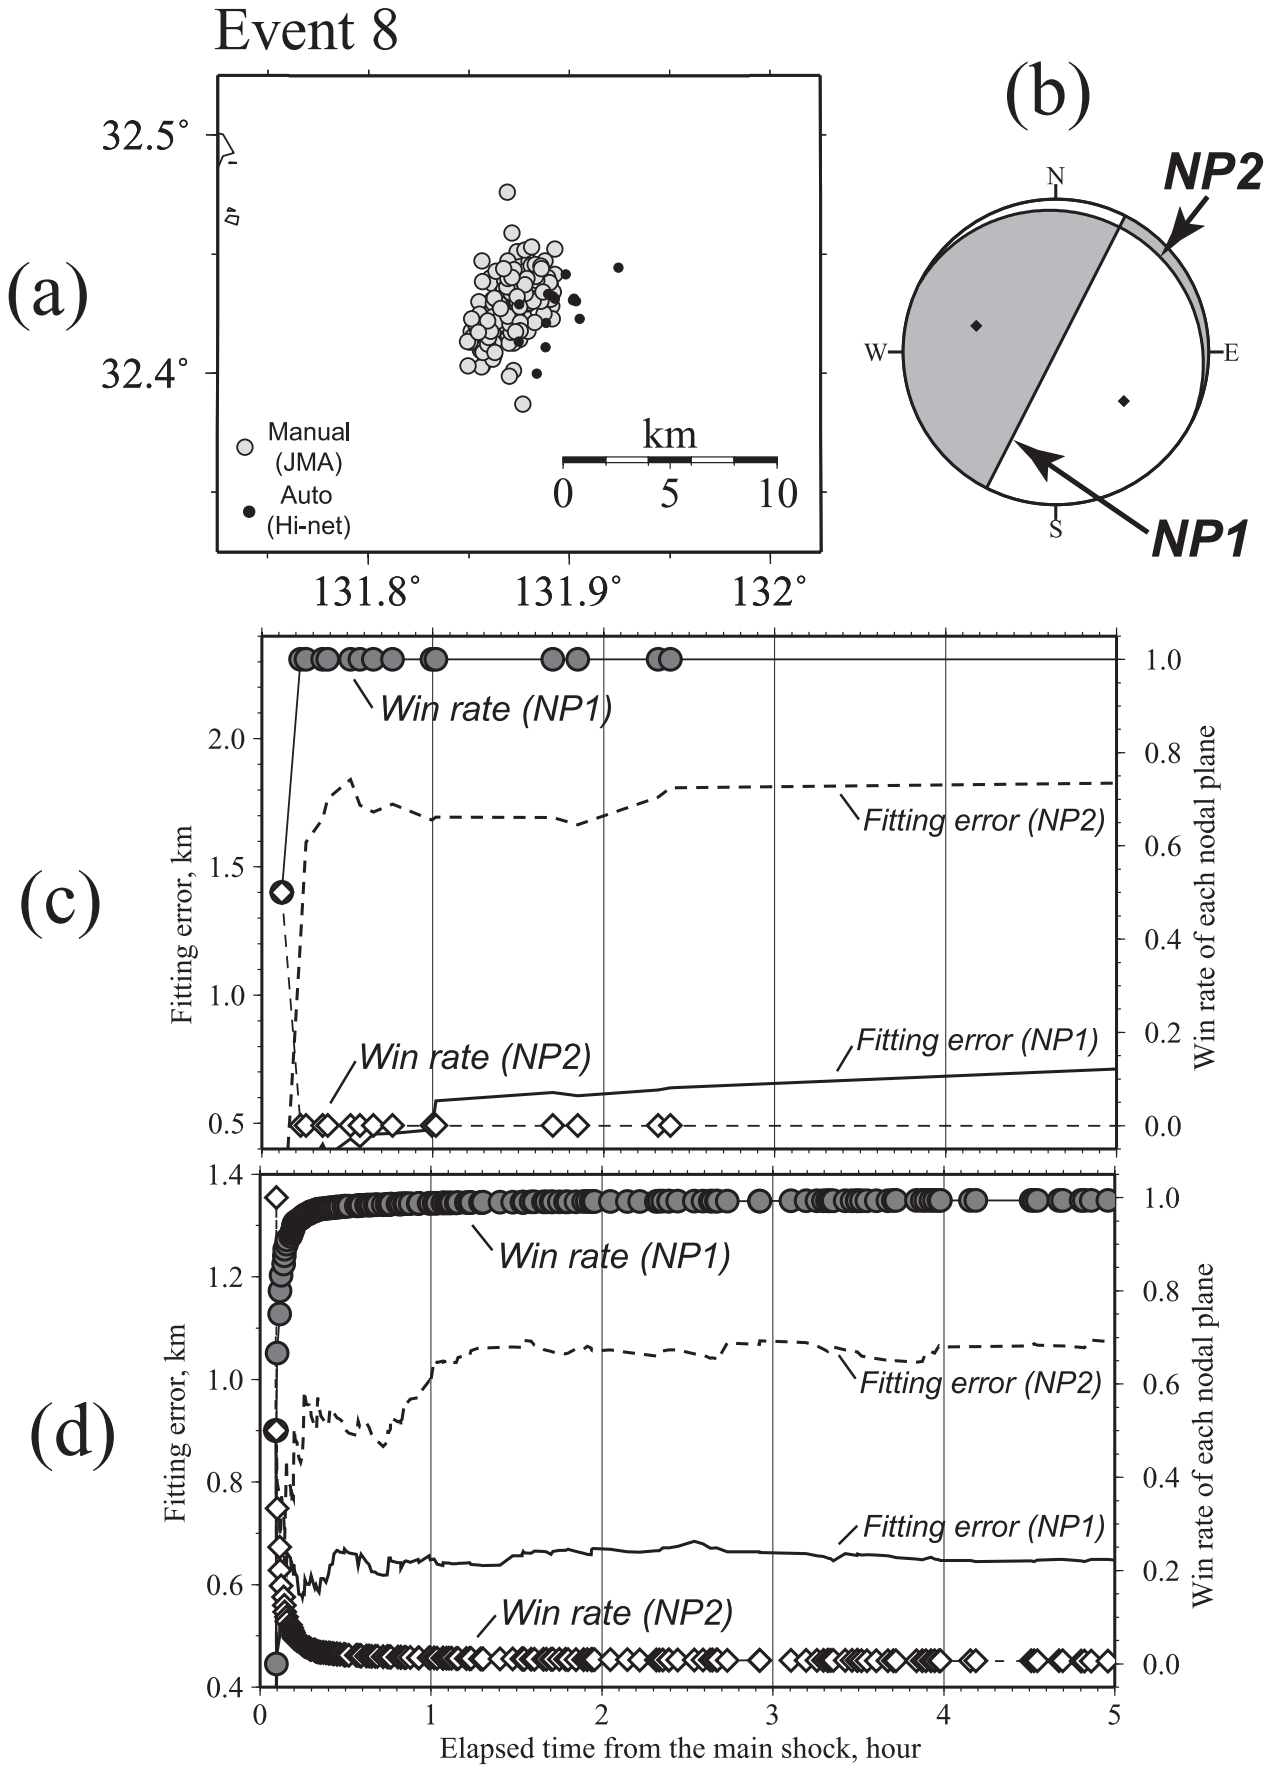 Event 8
(a)
32.5°
32.4°
Manual
(JMA)
Auto
(Hi-net)
km
0 5 10
131.8° 131.9° 132°
(b)
NP2
N
W E
S
NP1
(c)
Fitting error, km
2.0
1.5
1.0
0.5
Win rate (NP1)
Fitting error (NP2)
Fitting error (NP1)
Win rate (NP2)
1.0
0.8
0.6
0.4
0.2
0.0
Win rate of each nodal plane
(d)
Fitting error, km
1.4
1.2
1.0
0.8
0.6
0.4
Win rate (NP1)
Fitting error (NP2)
Fitting error (NP1)
Win rate (NP2)
1.0
0.8
0.6
0.4
0.2
0.0
Win rate of each nodal plane
0 1 2 3 4 5
Elapsed time from the main shock, hour